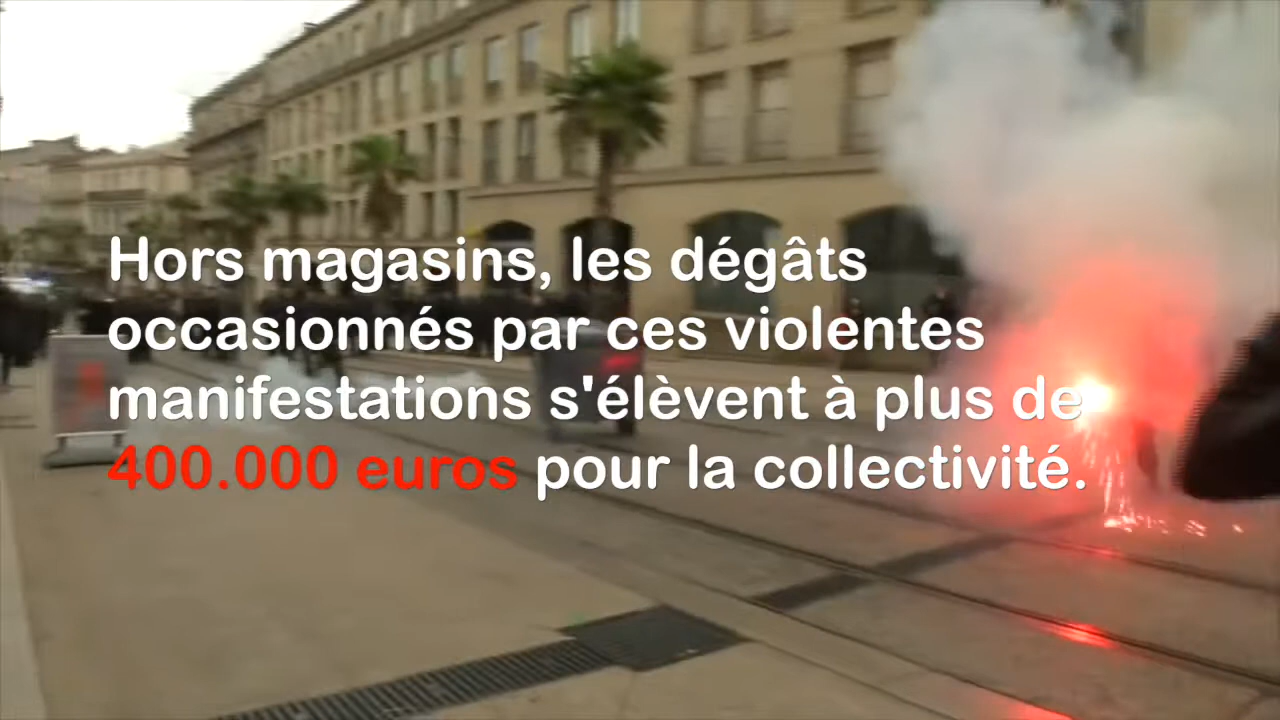 Hors magasins, les dégâts
occasionnés par ces violentes
manifestations s'élèvent à plus de
400.000 euros pour la collectivité.